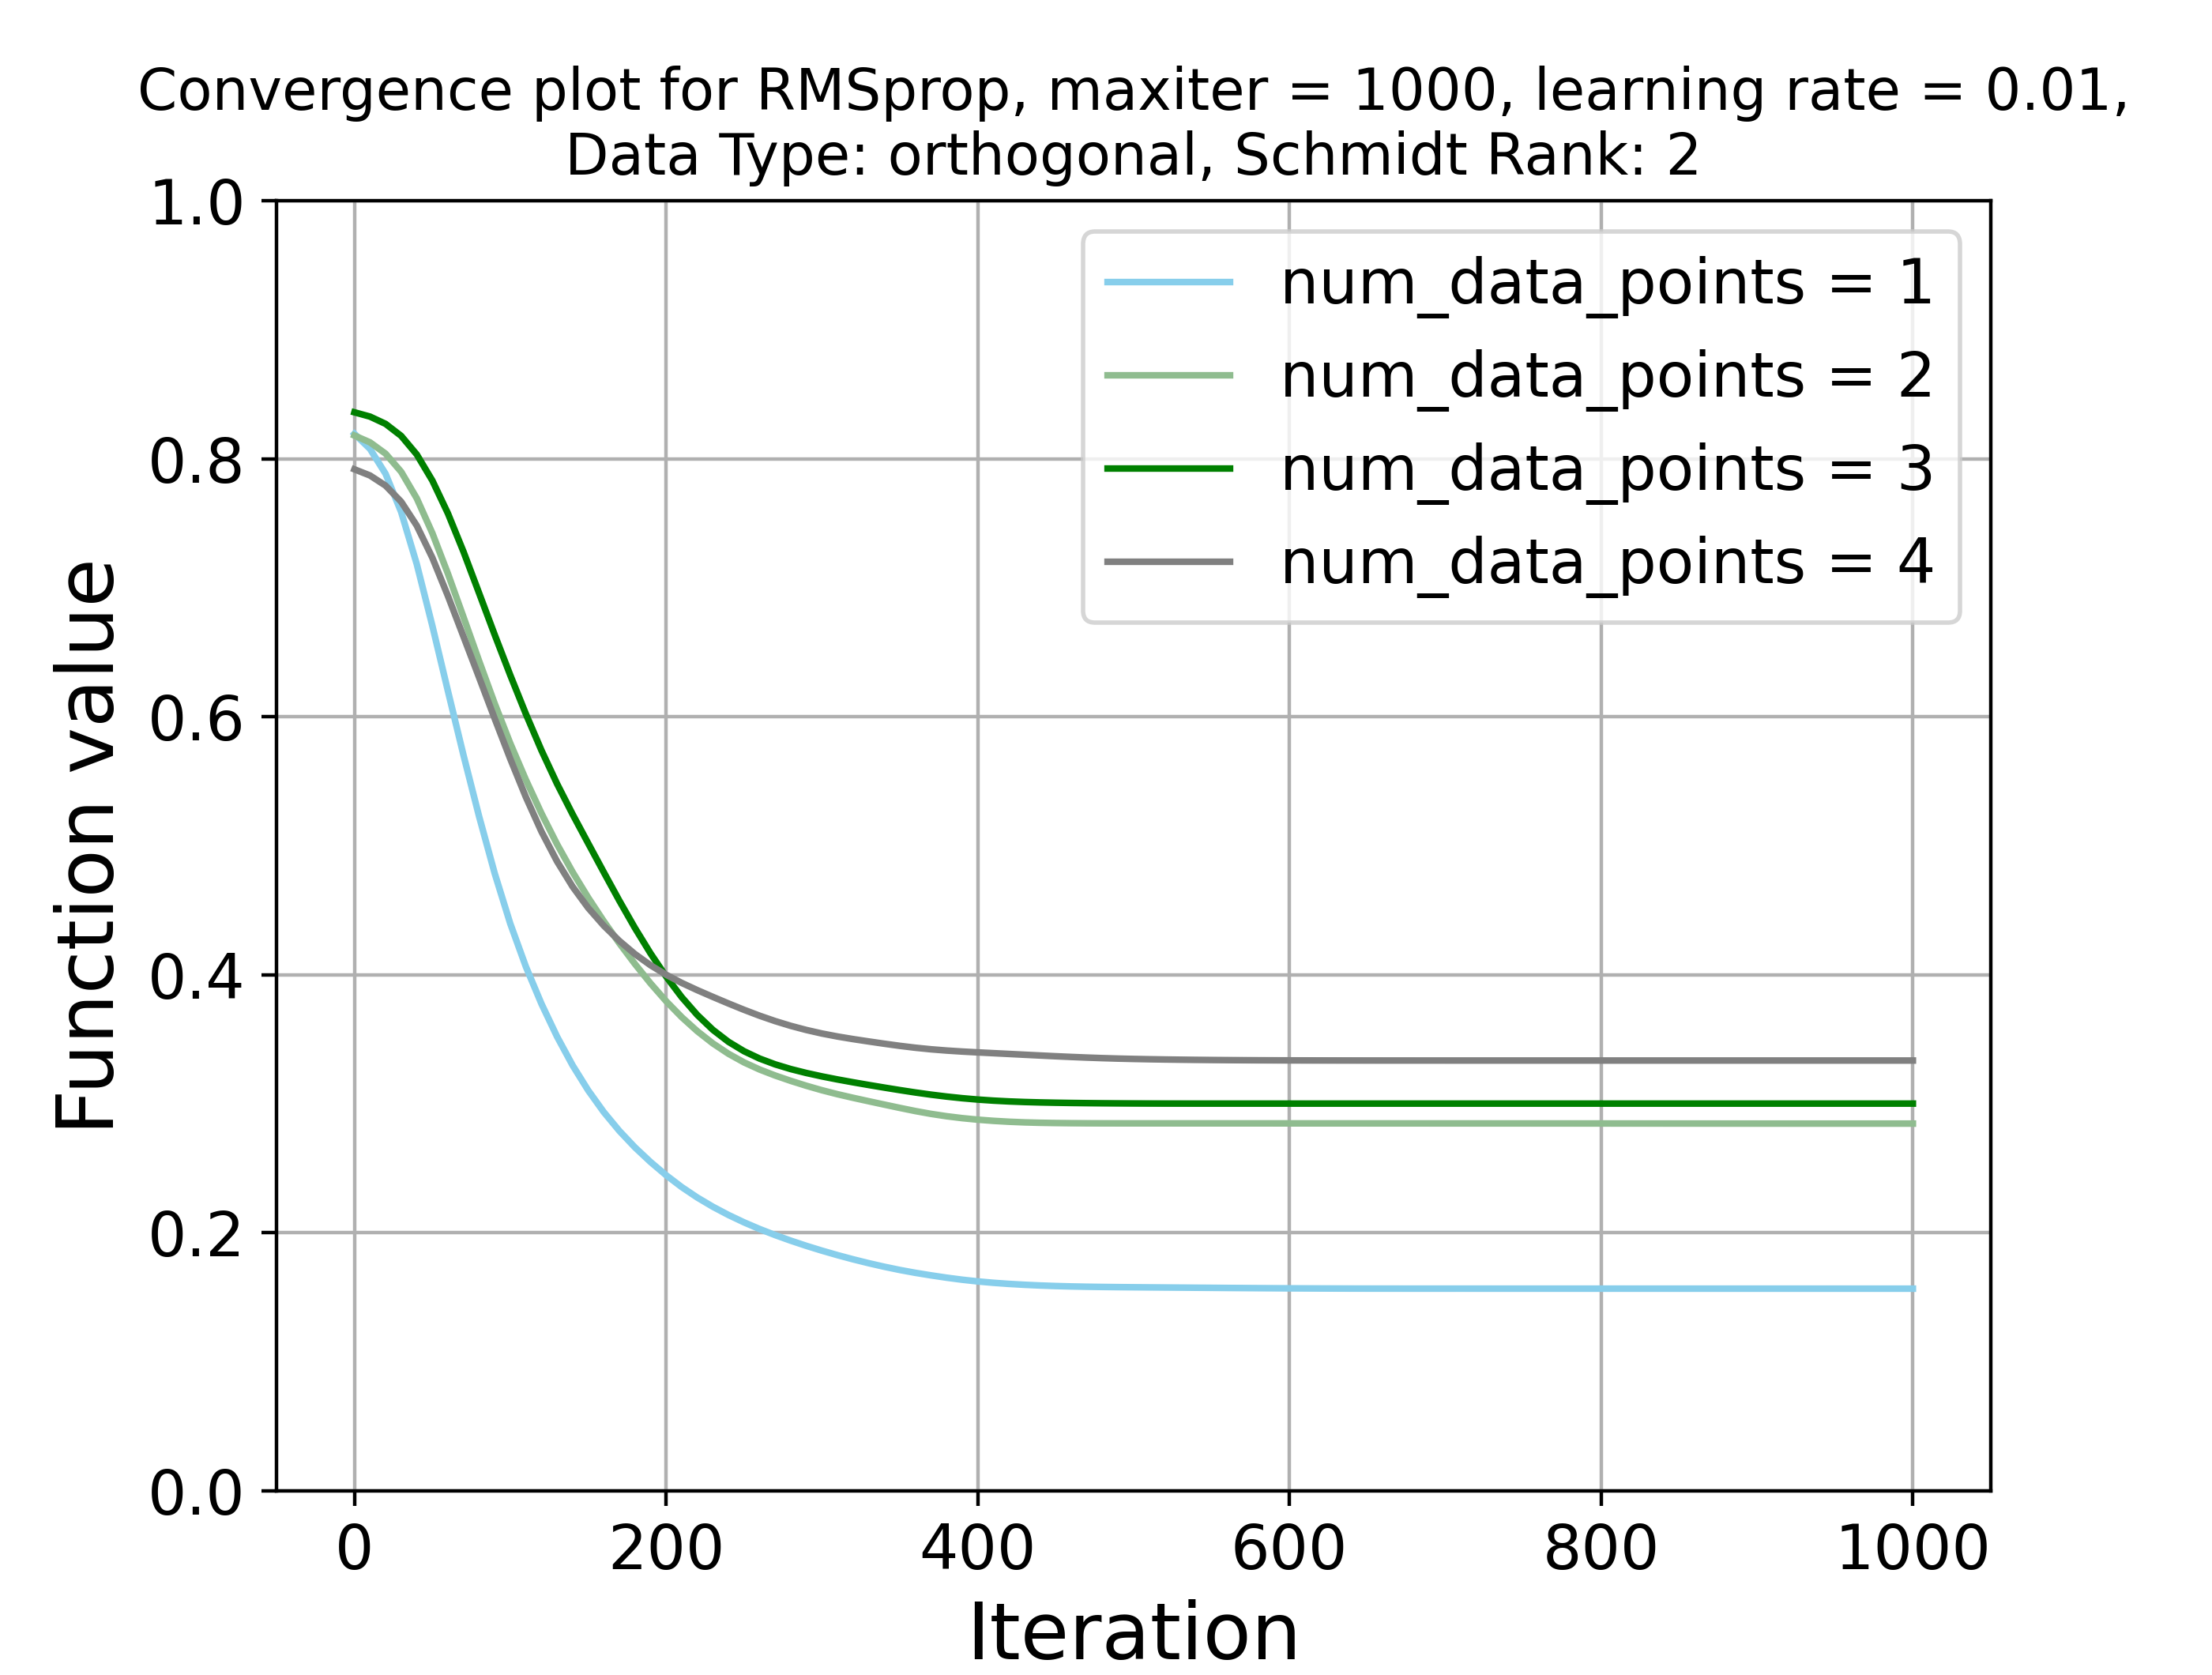 Convergence plot for RMSprop, maxiter = 1000, learning rate = 0.01,
Data Type: orthogonal, Schmidt Rank: 2
1.0
0.8
0.6
0.4
0.2
0.0
Function value
num_data_points = 1
num_data_points = 2
num_data_points = 3
num_data_points = 4
0 200 400 600 800 1000
Iteration